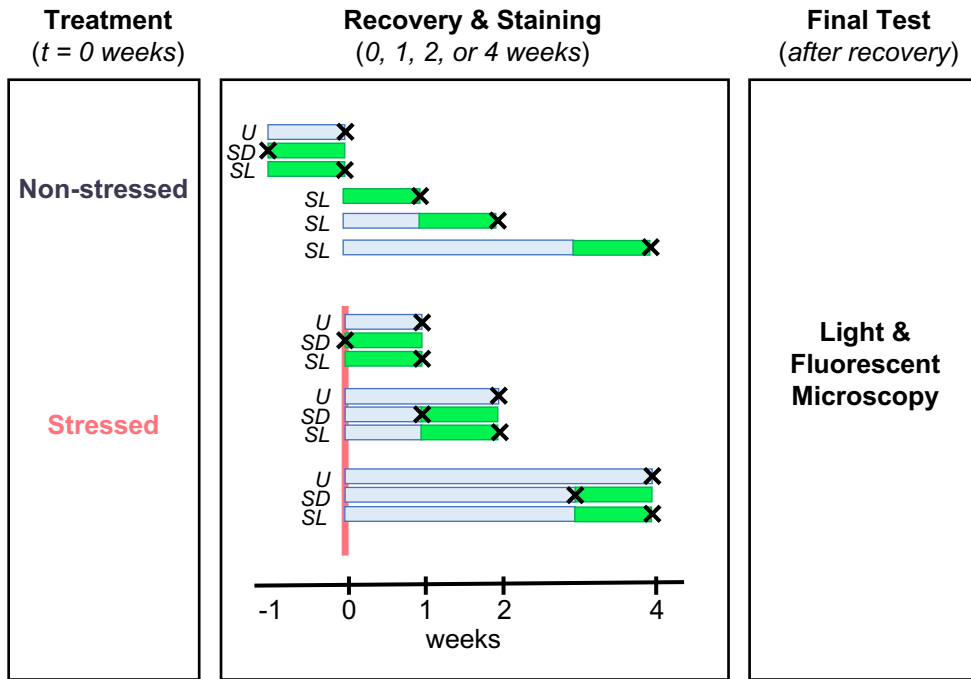 Treatment
(t = 0 weeks)
Recovery & Staining
(0, 1, 2, or 4 weeks)
Final Test
(after recovery)
Non-stressed
U
SD
SL
SL
SL
SL
Stressed
U
SD
SL
U
SD
SL
U
SD
SL
-1 0 1 2 4
weeks
Light &
Fluorescent
Microscopy